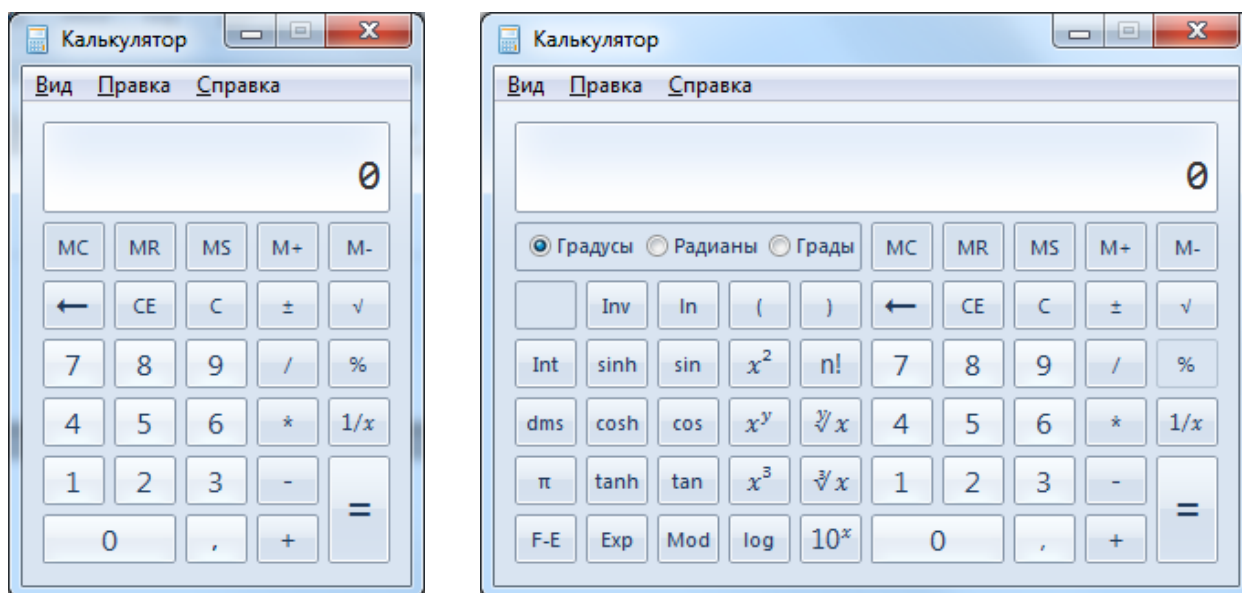 Калькулятор
Вид Правка Справка
0
MC MR MS M+ M-
← CE C ± √
7 8 9 / %
4 5 6 * 1/x
1 2 3 - =
0 , +
Калькулятор
Вид Правка Справка
0
Градусы Радианы Грады MC MR MS M+ M-
Inv ln ( ) ← CE C ± √
Int sinh sin x² n! 7 8 9 / %
dms cosh cos xʸ ʸ√x 4 5 6 * 1/x
π tanh tan x³ ³√x 1 2 3 - =
F-E Exp Mod log 10ˣ 0 , +